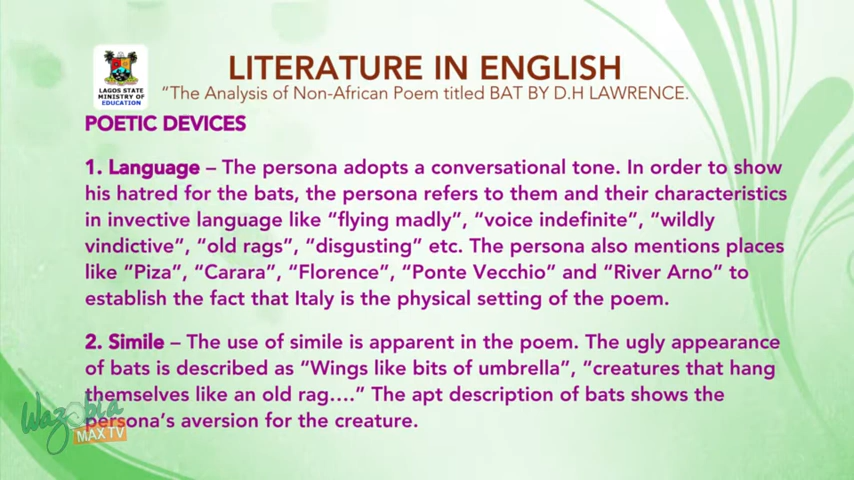 LAGOS STATE
MINISTRY OF
EDUCATION
LITERATURE IN ENGLISH
“The Analysis of Non-African Poem titled BAT BY D.H LAWRENCE.
POETIC DEVICES
1. Language – The persona adopts a conversational tone. In order to show
his hatred for the bats, the persona refers to them and their characteristics
in invective language like “flying madly”, “voice indefinite”, “wildly
vindictive”, “old rags”, “disgusting” etc. The persona also mentions places
like ”Piza”, “Carara”, “Florence”, “Ponte Vecchio” and “River Arno” to
establish the fact that Italy is the physical setting of the poem.
2. Simile – The use of simile is apparent in the poem. The ugly appearance
of bats is described as “Wings like bits of umbrella”, “creatures that hang
themselves like an old rag….” The apt description of bats shows the
persona’s aversion for the creature.
Wazobia
MAX TV